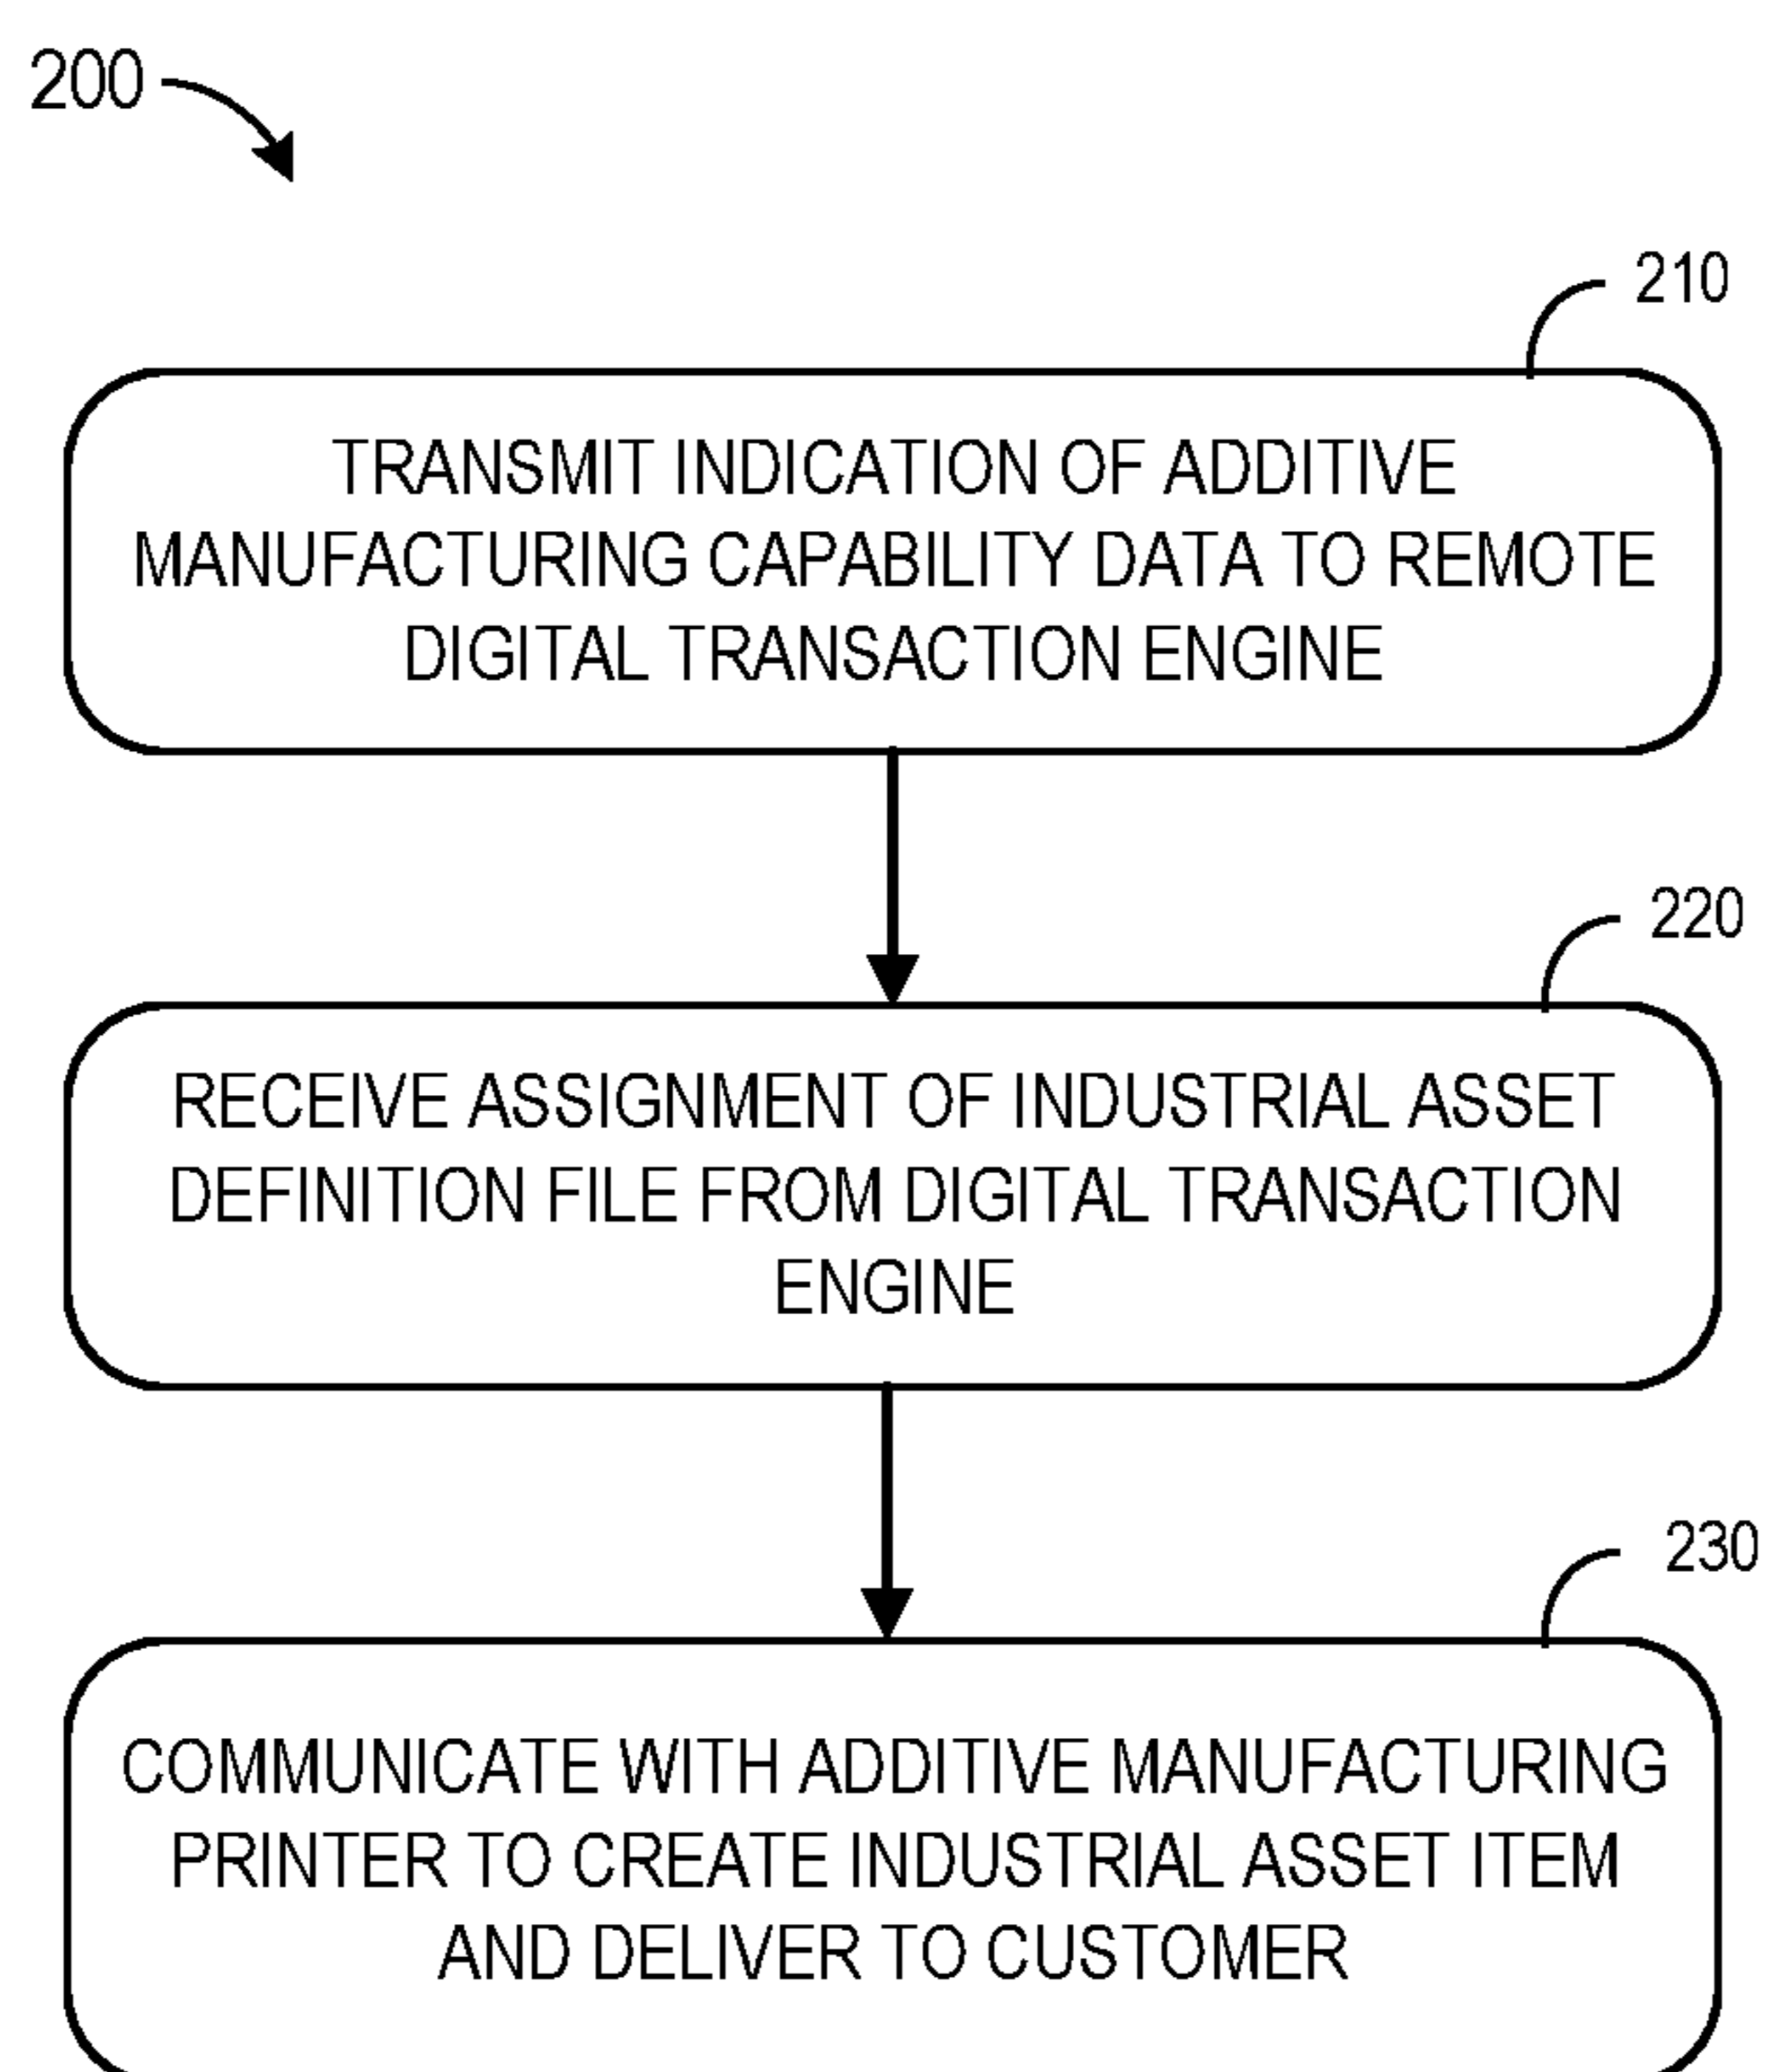 200
210
TRANSMIT INDICATION OF ADDITIVE
MANUFACTURING CAPABILITY DATA TO REMOTE
DIGITAL TRANSACTION ENGINE
220
RECEIVE ASSIGNMENT OF INDUSTRIAL ASSET
DEFINITION FILE FROM DIGITAL TRANSACTION
ENGINE
230
COMMUNICATE WITH ADDITIVE MANUFACTURING
PRINTER TO CREATE INDUSTRIAL ASSET ITEM
AND DELIVER TO CUSTOMER